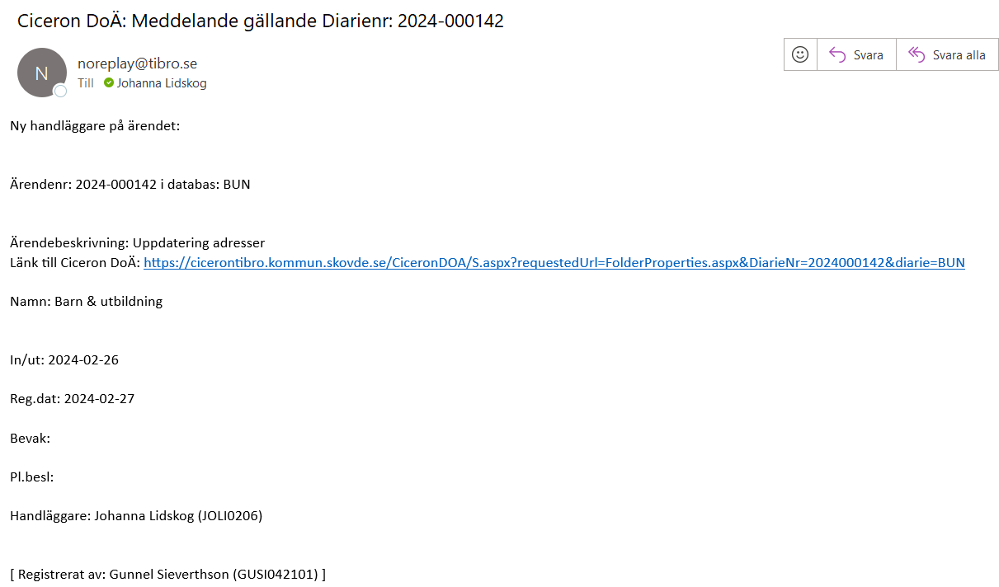 Ciceron DoÄ: Meddelande gällande Diarienr: 2024-000142
N
noreplay@tibro.se
Till Johanna Lidskog
Svara
Svara alla
Ny handläggare på ärendet:
Ärendenr: 2024-000142 i databas: BUN
Ärendebeskrivning: Uppdatering adresser
Länk till Ciceron DoÄ: https://cicerontibro.kommun.skovde.se/CiceronDOA/S.aspx?requestedUrl=FolderProperties.aspx&DiarieNr=2024000142&diarie=BUN
Namn: Barn & utbildning
In/ut: 2024-02-26
Reg.dat: 2024-02-27
Bevak:
Pl.besl:
Handläggare: Johanna Lidskog (JOLI0206)
[ Registrerat av: Gunnel Sieverthson (GUSI042101) ]